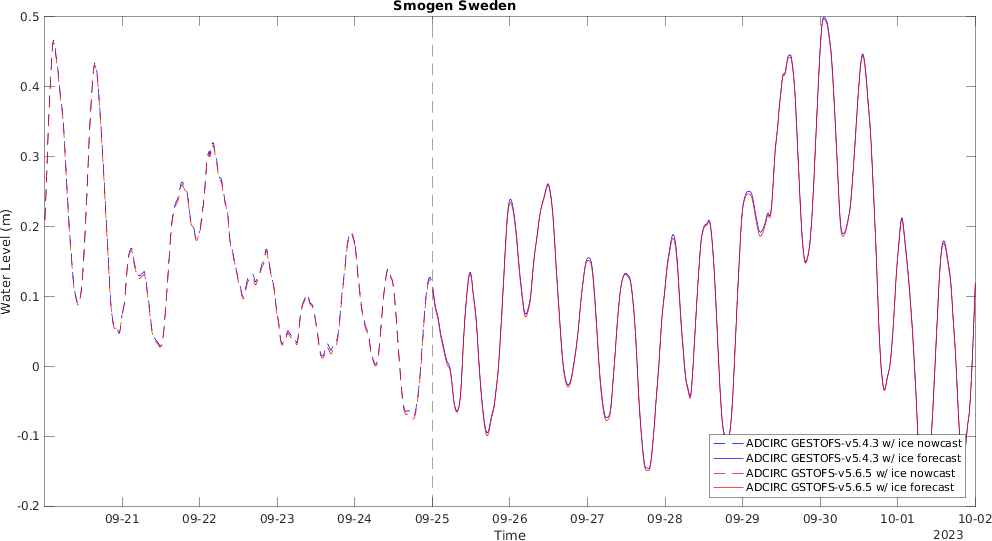 Smogen Sweden
0.5
0.4
0.3
0.2
0.1
0
-0.1
-0.2
Water Level (m)
ADCIRC GESTOFS-v5.4.3 w/ ice nowcast
ADCIRC GESTOFS-v5.4.3 w/ ice forecast
ADCIRC GSTOFS-v5.6.5 w/ ice nowcast
ADCIRC GSTOFS-v5.6.5 w/ ice forecast
09-21 09-22 09-23 09-24 09-25 09-26 09-27 09-28 09-29 09-30 10-01 10-02
Time
2023